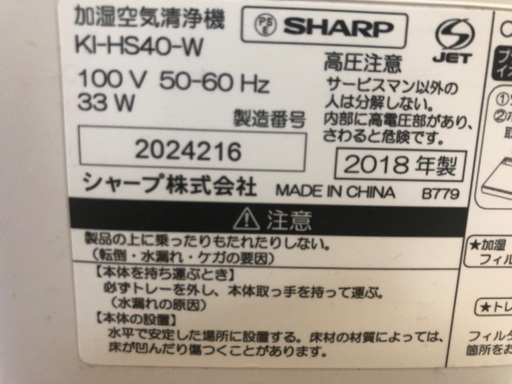 加湿空気清浄機
KI-HS40-W
100 V 50-60 Hz
33 W
PS
E
SHARP
S
JET
高圧注意
サービスマン以外の
人は分解しない。
内部に高電圧部があり、
さわると危険です。
製造番号
2024216
2018 年製
シャープ株式会社
MADE IN CHINA
B779
注意
製品の上に乗ったりもたれたりしない。
(転倒・水漏れ・ケガの要因)
【本体を持ち運ぶとき】
必ずトレーを外し、本体取っ手を持って運ぶ。
(水漏れの原因)
【本体の設置】
水平で安定した場所に設置する。床材の材質によっては、
床が凹んだり傷つくことがあります。
①
②
★加湿
フィル
★トレ
フィルタ
箇所をお